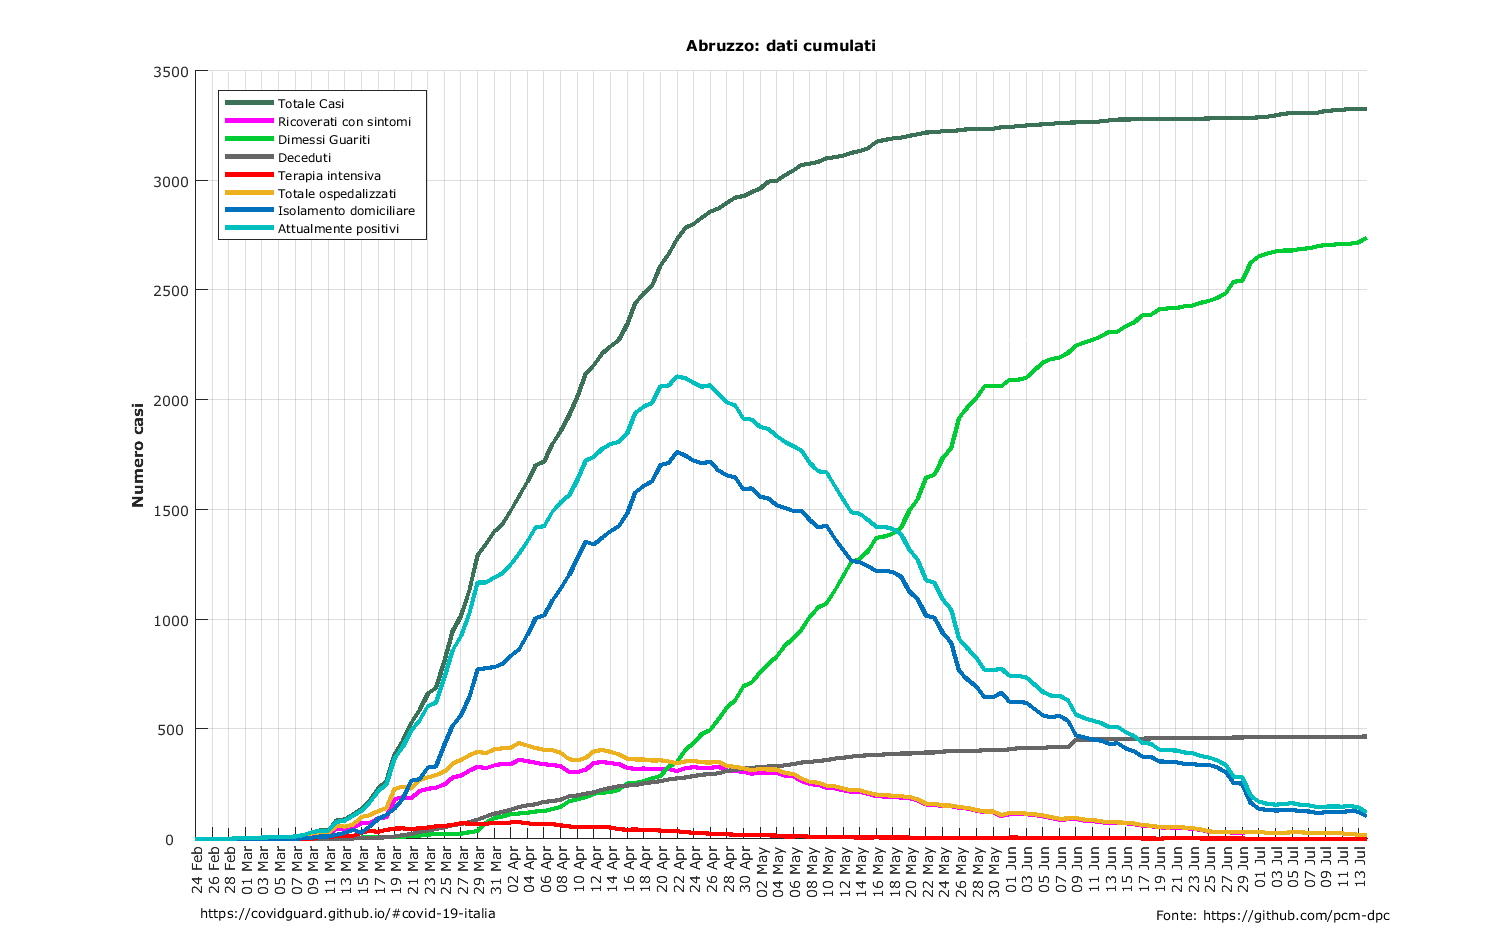 Abruzzo: dati cumulati
Numero casi
3500
3000
2500
2000
1500
1000
500
0
Totale Casi
Ricoverati con sintomi
Dimessi Guariti
Deceduti
Terapia intensiva
Totale ospedalizzati
Isolamento domiciliare
Attualmente positivi
24 Feb
26 Feb
28 Feb
01 Mar
03 Mar
05 Mar
07 Mar
09 Mar
11 Mar
13 Mar
15 Mar
17 Mar
19 Mar
21 Mar
23 Mar
25 Mar
27 Mar
29 Mar
31 Mar
02 Apr
04 Apr
06 Apr
08 Apr
10 Apr
12 Apr
14 Apr
16 Apr
18 Apr
20 Apr
22 Apr
24 Apr
26 Apr
28 Apr
30 Apr
02 May
04 May
06 May
08 May
10 May
12 May
14 May
16 May
18 May
20 May
22 May
24 May
26 May
28 May
30 May
01 Jun
03 Jun
05 Jun
07 Jun
09 Jun
11 Jun
13 Jun
15 Jun
17 Jun
19 Jun
21 Jun
23 Jun
25 Jun
27 Jun
29 Jun
01 Jul
03 Jul
05 Jul
07 Jul
09 Jul
11 Jul
13 Jul
https://covidguard.github.io/#covid-19-italia
Fonte: https://github.com/pcm-dpc